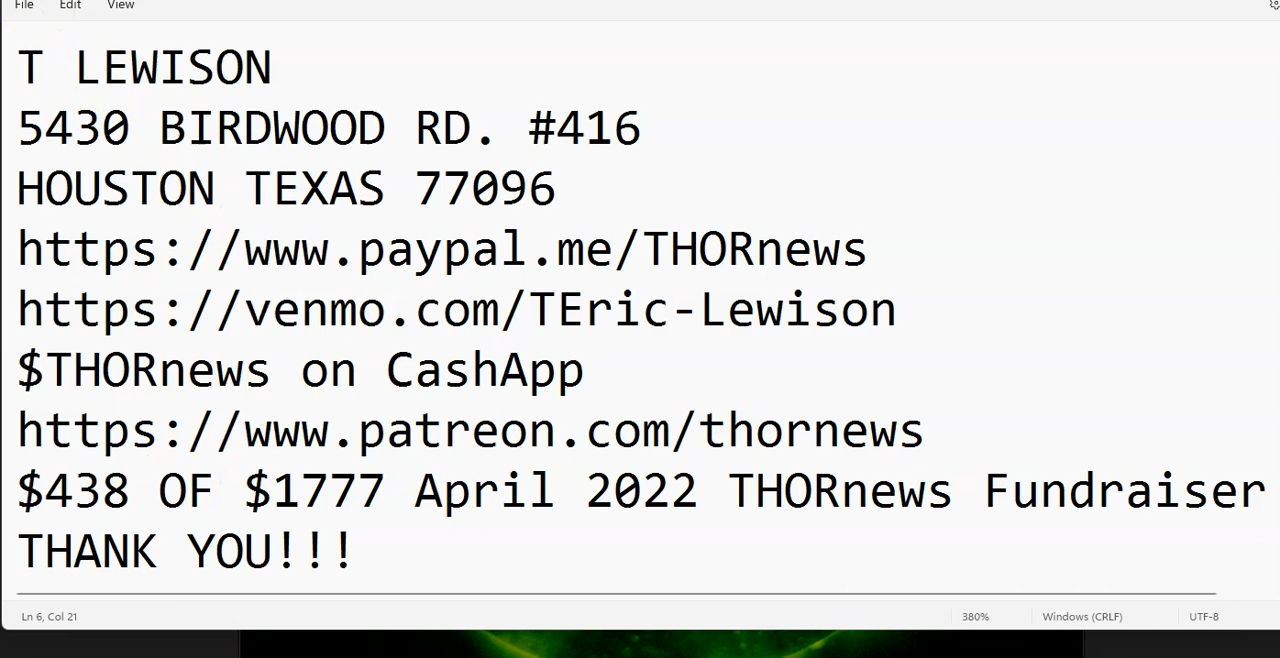 File Edit View
T LEWISON
5430 BIRDWOOD RD. #416
HOUSTON TEXAS 77096
https://www.paypal.me/THORnews
https://venmo.com/TEric-Lewison
$THORnews on CashApp
https://www.patreon.com/thornews
$438 OF $1777 April 2022 THORnews Fundraiser
THANK YOU!!!
Ln 6, Col 21 380% Windows (CRLF) UTF-8